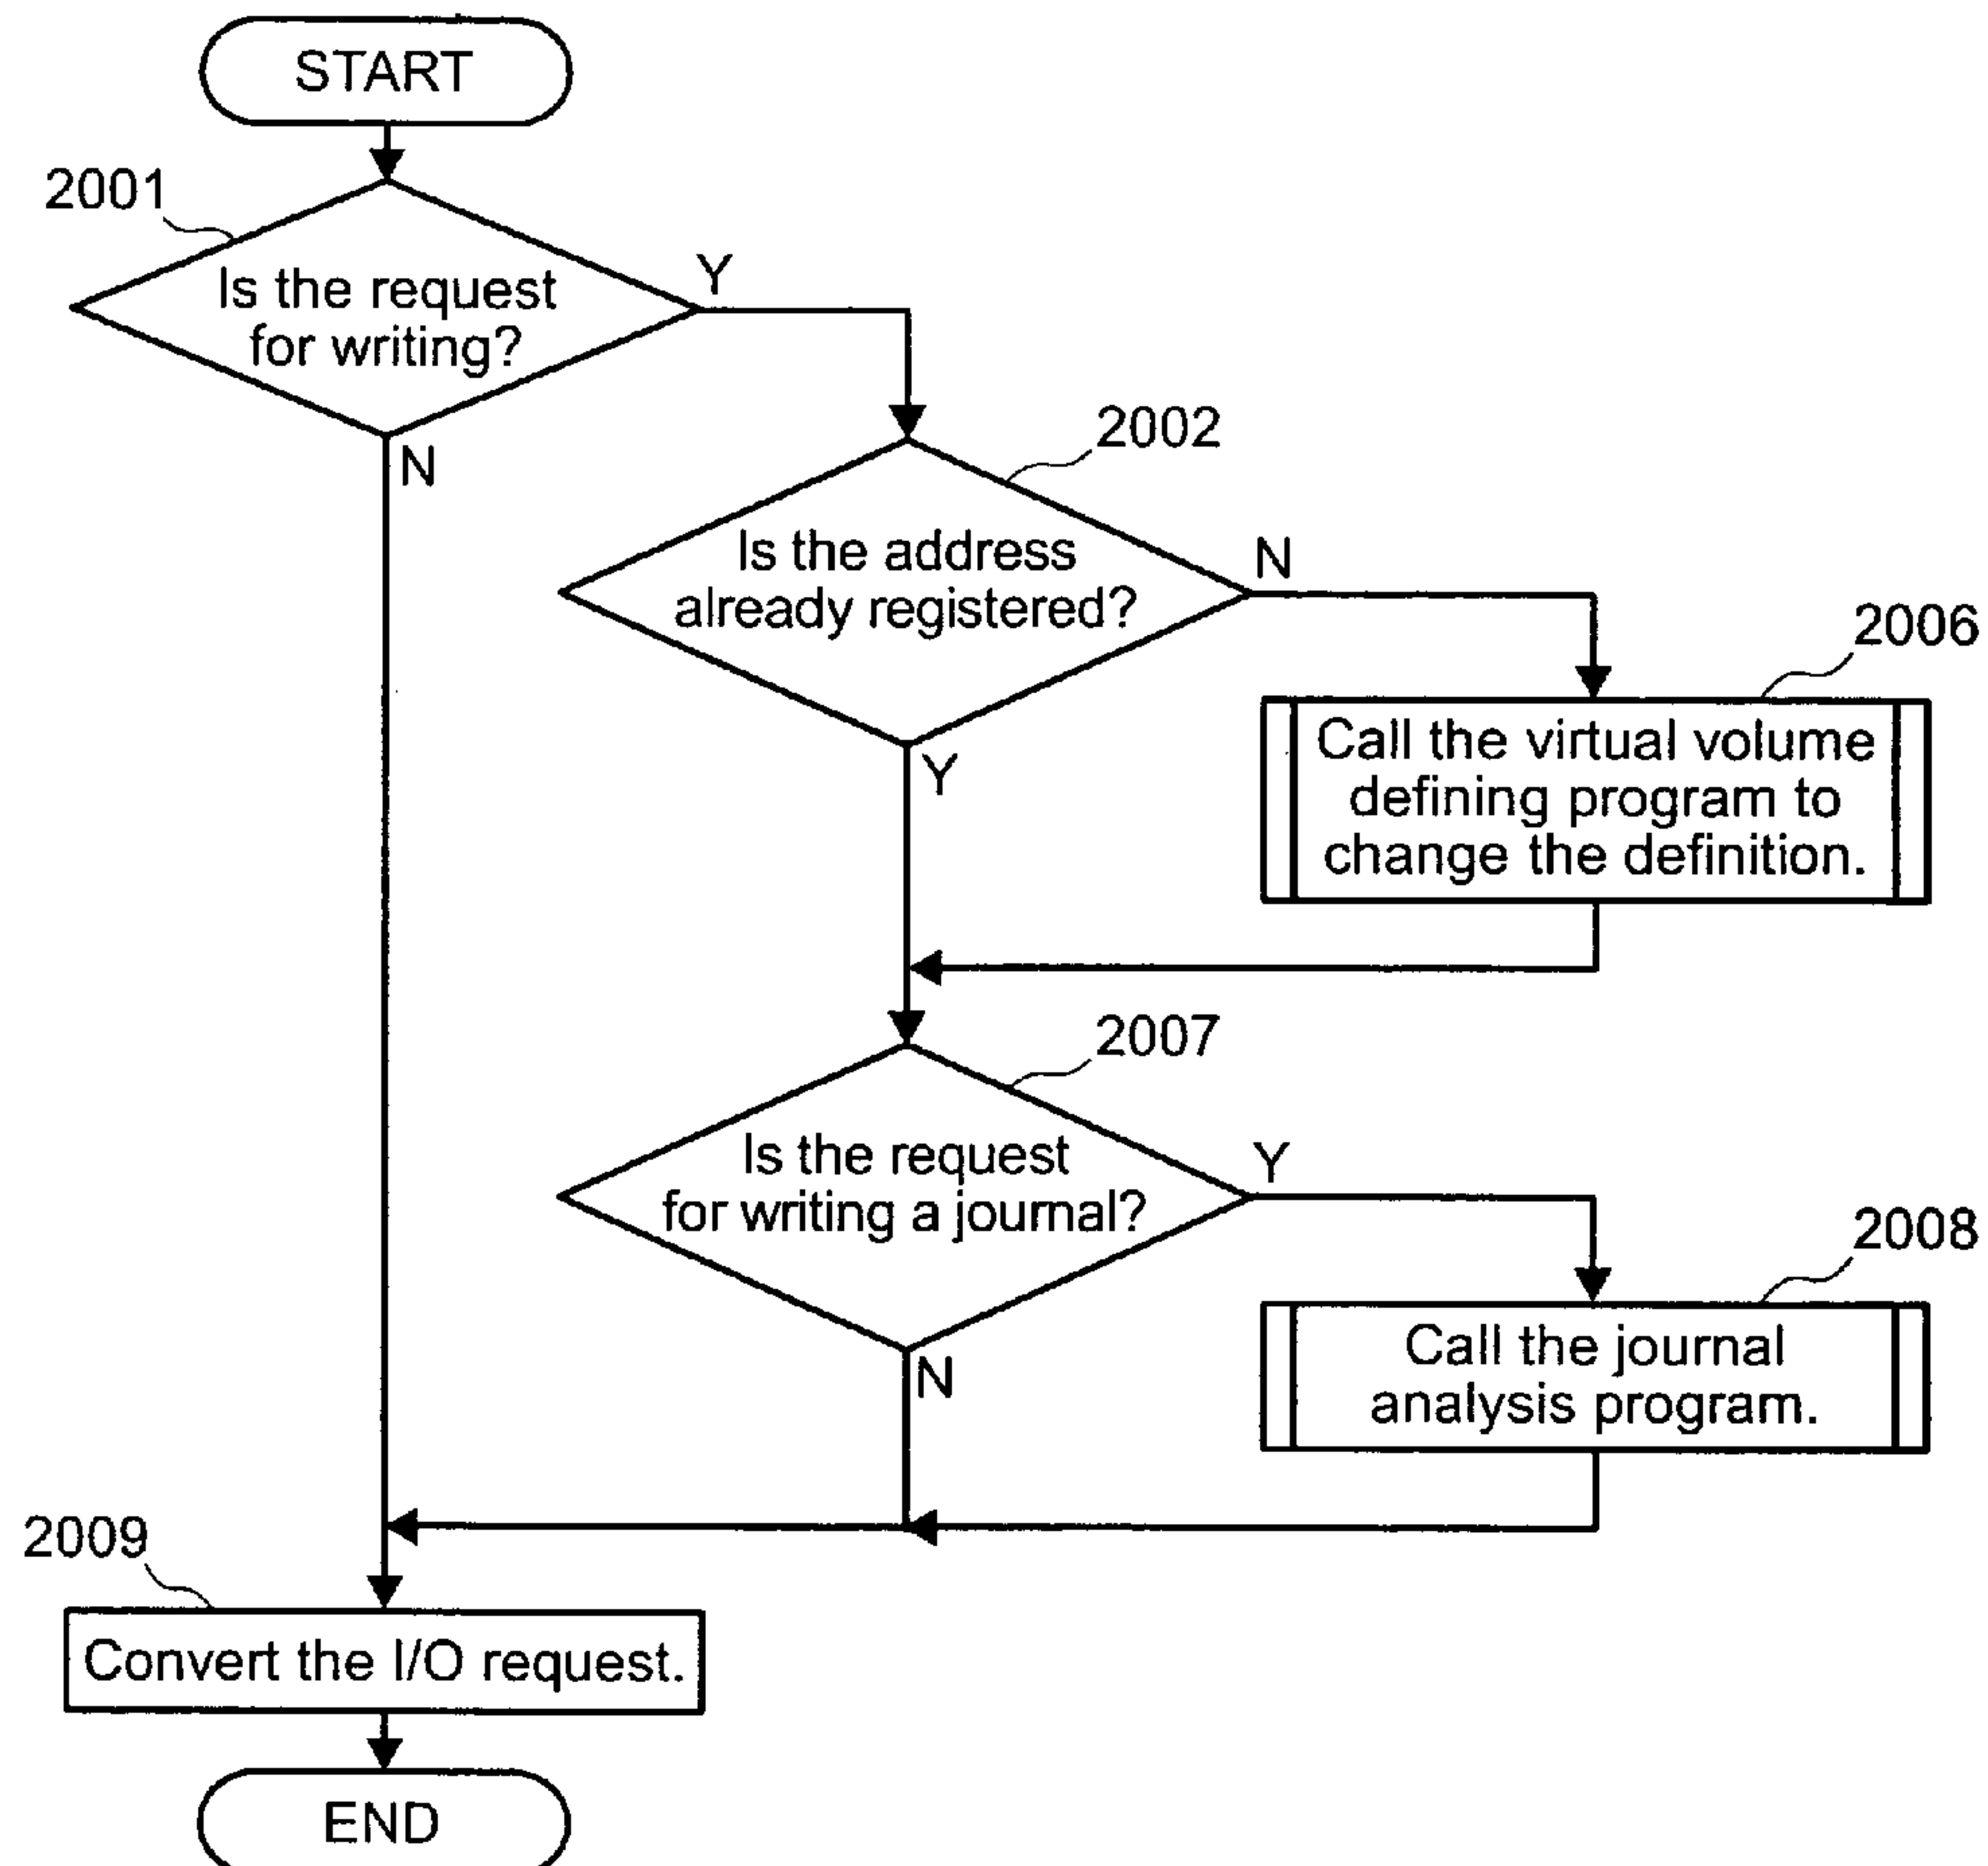 START
2001
Is the request
for writing?
Y
N
2002
Is the address
already registered?
N
Y
2006
Call the virtual volume
defining program to
change the definition.
2007
Is the request
for writing a journal?
Y
N
2008
Call the journal
analysis program.
2009
Convert the I/O request.
END